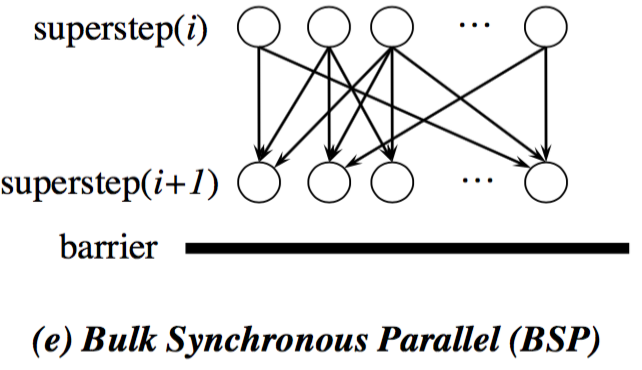 superstep(i) ...
superstep(i+1) ...
barrier
(e) Bulk Synchronous Parallel (BSP)